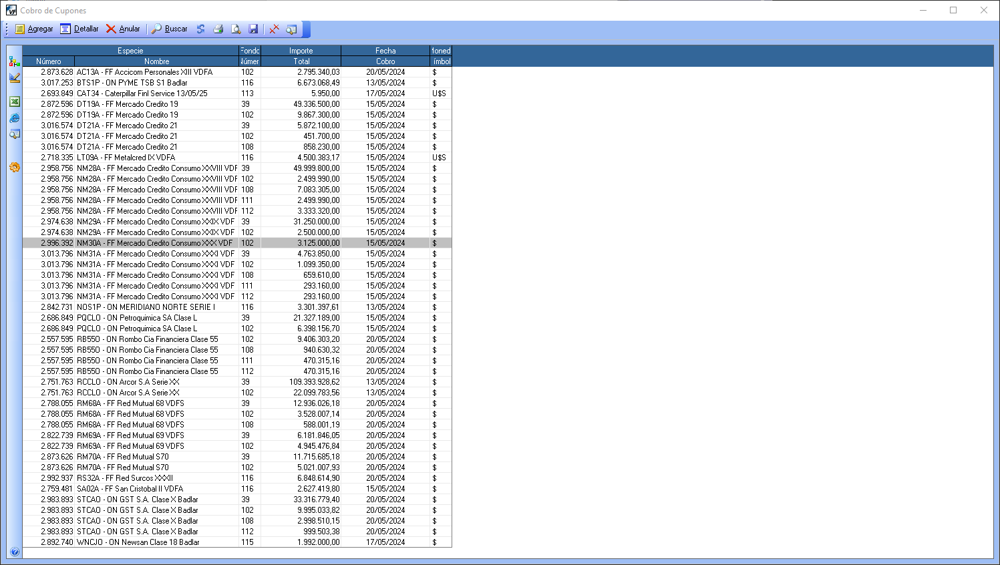 Cobro de Cupones
Agregar Detallar Anular Buscar
Especie Fondo Importe Fecha Moned
Número Nombre Númer Total Cobro ímbol
2.873.628 AC13A - FF Accicom Personales XIII VDFA 102 2.795.340,03 20/05/2024 $
3.017.253 BTS1P - ON PYME TSB S1 Badlar 116 6.673.068,49 13/05/2024 $
2.693.849 CAT34 - Caterpillar Finl Service 13/05/25 113 5.950,00 17/05/2024 U$S
2.872.596 DT19A - FF Mercado Credito 19 39 49.336.500,00 15/05/2024 $
2.872.596 DT19A - FF Mercado Credito 19 102 9.867.300,00 15/05/2024 $
3.016.574 DT21A - FF Mercado Credito 21 39 5.872.100,00 15/05/2024 $
3.016.574 DT21A - FF Mercado Credito 21 102 451.700,00 15/05/2024 $
3.016.574 DT21A - FF Mercado Credito 21 108 858.230,00 15/05/2024 $
2.718.335 LT09A - FF Metalcred IX VDFA 116 4.500.383,17 15/05/2024 U$S
2.958.756 NM28A - FF Mercado Credito Consumo XXVIII VDF 39 49.999.800,00 15/05/2024 $
2.958.756 NM28A - FF Mercado Credito Consumo XXVIII VDF 102 2.499.990,00 15/05/2024 $
2.958.756 NM28A - FF Mercado Credito Consumo XXVIII VDF 108 7.083.305,00 15/05/2024 $
2.958.756 NM28A - FF Mercado Credito Consumo XXVIII VDF 111 2.499.990,00 15/05/2024 $
2.958.756 NM28A - FF Mercado Credito Consumo XXVIII VDF 112 3.333.320,00 15/05/2024 $
2.974.638 NM29A - FF Mercado Credito Consumo XXIX VDF 39 31.250.000,00 15/05/2024 $
2.974.638 NM29A - FF Mercado Credito Consumo XXIX VDF 102 2.500.000,00 15/05/2024 $
2.996.392 NM30A - FF Mercado Credito Consumo XXX VDF 102 3.125.000,00 15/05/2024 $
3.013.796 NM31A - FF Mercado Credito Consumo XXXI VDF 39 4.763.850,00 15/05/2024 $
3.013.796 NM31A - FF Mercado Credito Consumo XXXI VDF 102 1.099.350,00 15/05/2024 $
3.013.796 NM31A - FF Mercado Credito Consumo XXXI VDF 108 659.610,00 15/05/2024 $
3.013.796 NM31A - FF Mercado Credito Consumo XXXI VDF 111 293.160,00 15/05/2024 $
3.013.796 NM31A - FF Mercado Credito Consumo XXXI VDF 112 293.160,00 15/05/2024 $
2.842.731 NOS1P - ON MERIDIANO NORTE SERIE I 116 3.301.397,61 13/05/2024 $
2.686.849 PQCLO - ON Petroquimica SA Clase L 39 21.327.189,00 15/05/2024 $
2.686.849 PQCLO - ON Petroquimica SA Clase L 102 6.398.156,70 15/05/2024 $
2.557.595 RB55O - ON Rombo Cia Financiera Clase 55 102 9.406.303,20 20/05/2024 $
2.557.595 RB55O - ON Rombo Cia Financiera Clase 55 108 940.630,32 20/05/2024 $
2.557.595 RB55O - ON Rombo Cia Financiera Clase 55 111 470.315,16 20/05/2024 $
2.557.595 RB55O - ON Rombo Cia Financiera Clase 55 112 470.315,16 20/05/2024 $
2.751.763 RCCLO - ON Arcor S.A Serie XX 39 109.393.928,62 13/05/2024 $
2.751.763 RCCLO - ON Arcor S.A Serie XX 102 22.099.783,56 13/05/2024 $
2.788.055 RM68A - FF Red Mutual 68 VDFS 39 12.936.026,18 20/05/2024 $
2.788.055 RM68A - FF Red Mutual 68 VDFS 102 3.528.007,14 20/05/2024 $
2.788.055 RM68A - FF Red Mutual 68 VDFS 108 588.001,19 20/05/2024 $
2.822.739 RM69A - FF Red Mutual 69 VDFS 39 6.181.846,05 20/05/2024 $
2.822.739 RM69A - FF Red Mutual 69 VDFS 102 4.945.476,84 20/05/2024 $
2.873.626 RM70A - FF Red Mutual S70 39 11.715.685,18 20/05/2024 $
2.873.626 RM70A - FF Red Mutual S70 102 5.021.007,93 20/05/2024 $
2.992.937 RS32A - FF Red Surcos XXXII 116 6.848.614,90 20/05/2024 $
2.759.481 SA02A - FF San Cristobal II VDFA 116 2.627.419,80 15/05/2024 $
2.983.893 STCAO - ON GST S.A. Clase X Badlar 39 33.316.779,40 20/05/2024 $
2.983.893 STCAO - ON GST S.A. Clase X Badlar 102 9.995.033,82 20/05/2024 $
2.983.893 STCAO - ON GST S.A. Clase X Badlar 108 2.998.510,15 20/05/2024 $
2.983.893 STCAO - ON GST S.A. Clase X Badlar 112 999.503,38 20/05/2024 $
2.892.740 WNCJO - ON Newsan Clase 18 Badlar 115 1.992.000,00 17/05/2024 $